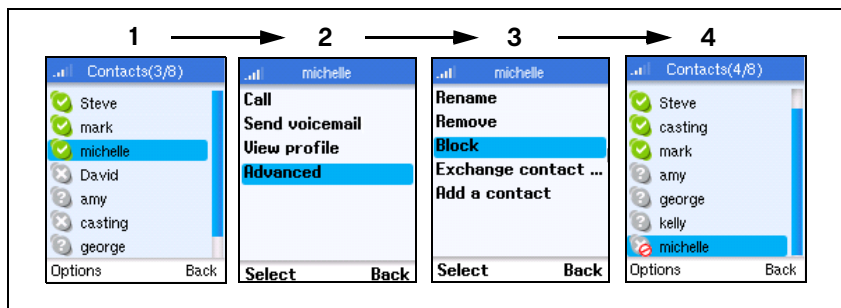 1 2 3 4
Contacts(3/8)
Steve
mark
michelle
David
amy
casting
george
Options Back
michelle
Call
Send voicemail
View profile
Advanced
Select Back
michelle
Rename
Remove
Block
Exchange contact ...
Add a contact
Select Back
Contacts(4/8)
Steve
casting
mark
amy
george
kelly
michelle
Options Back